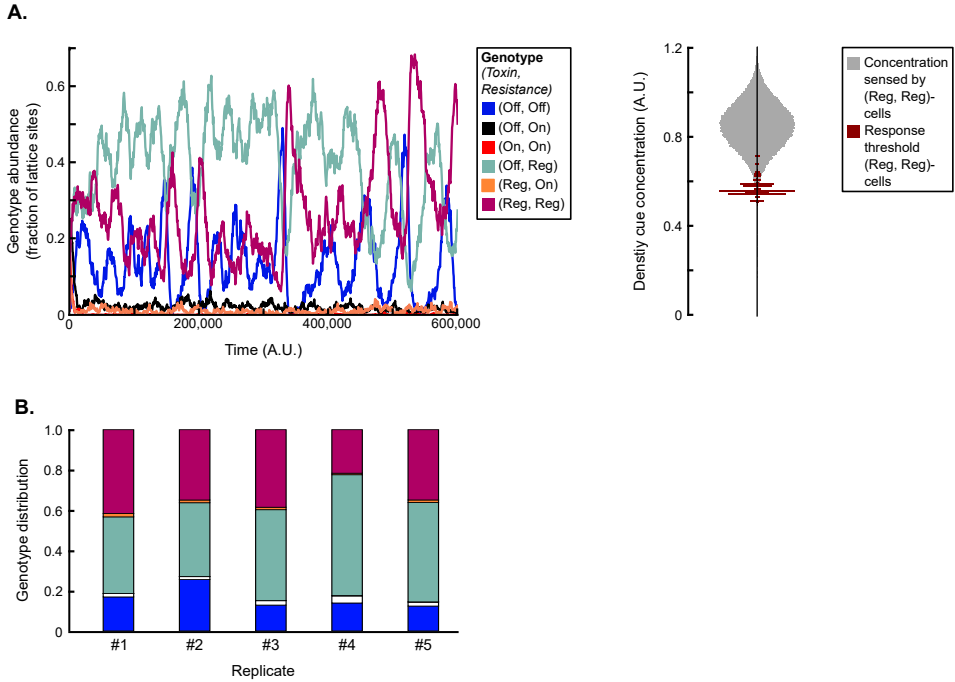 A.
Genotype abundance
(fraction of lattice sites)
0.6
0.4
0.2
0
0
200,000
400,000
600,000
Time (A.U.)
Genotype
(Toxin,
Resistance)
(Off, Off)
(Off, On)
(On, On)
(Off, Reg)
(Reg, On)
(Reg, Reg)
Denstiy cue concentration (A.U.)
1.2
0.8
0.4
0
Concentration
sensed by
(Reg, Reg)-
cells
Response
threshold
(Reg, Reg)-
cells
B.
Genotype distribution
1.0
0.8
0.6
0.4
0.2
0
#1
#2
#3
#4
#5
Replicate